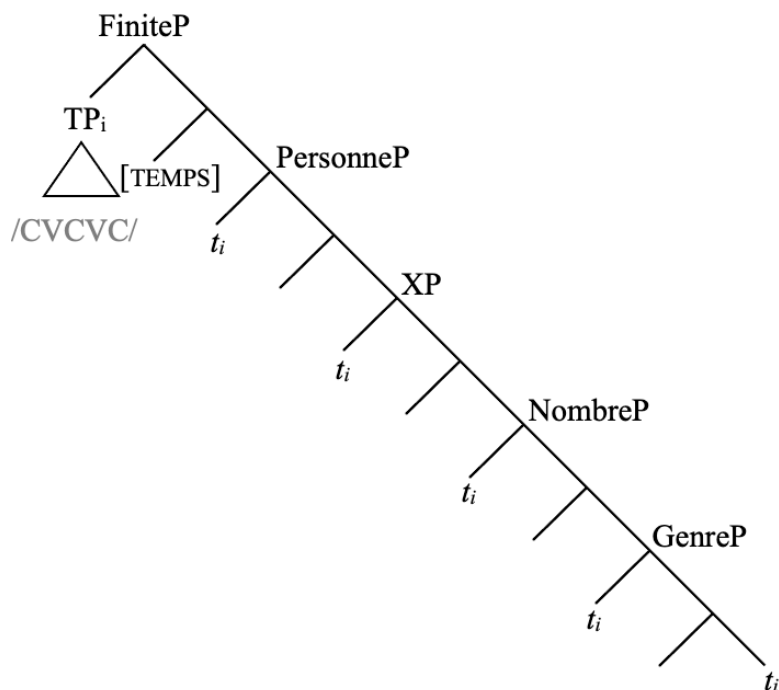 FiniteP
TPi
[TEMPS]
PersonneP
/CVCVC/
ti
XP
ti
NombreP
ti
GenreP
ti
ti